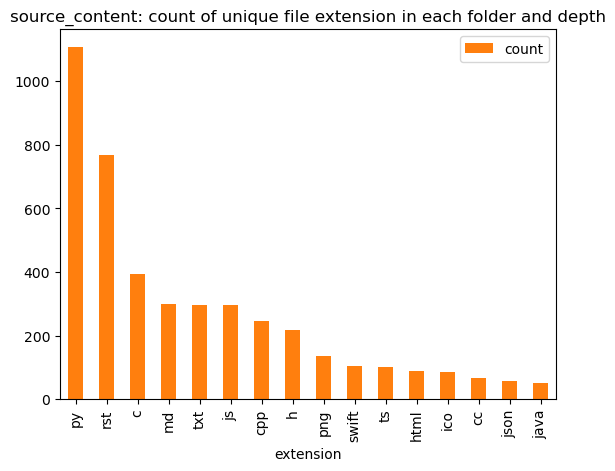 source_content: count of unique file extension in each folder and depth
count
1000
800
600
400
200
0
py rst c md txt js cpp h png swift ts html ico cc json java
extension